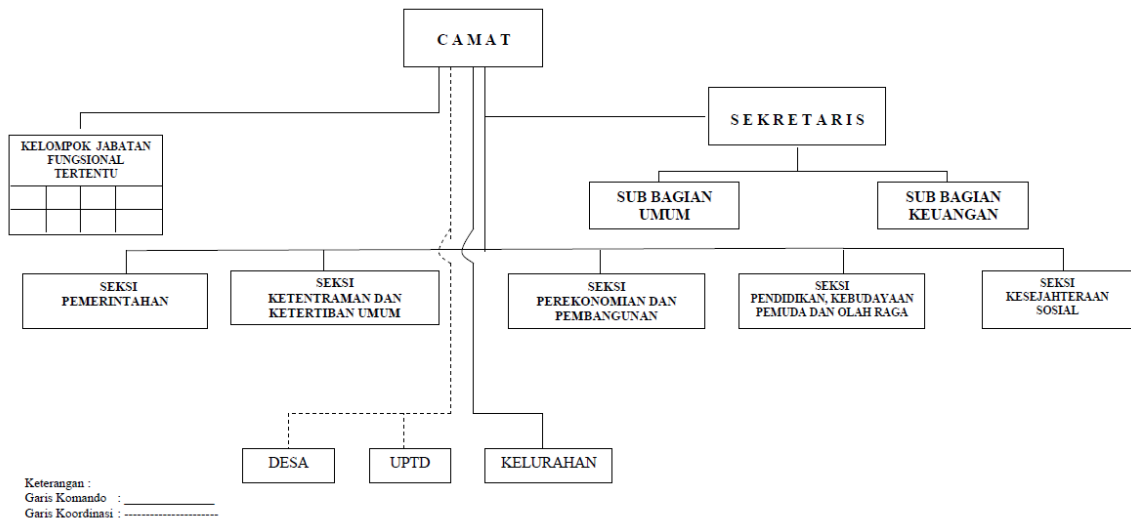 C A M A T
S E K R E T A R I S
KELOMPOK JABATAN
FUNGSIONAL
TERTENTU
SUB BAGIAN
UMUM
SUB BAGIAN
KEUANGAN
SEKSI
PEMERINTAHAN
SEKSI
KETENTRAMAN DAN
KETERTIBAN UMUM
SEKSI
PEREKONOMIAN DAN
PEMBANGUNAN
SEKSI
PENDIDIKAN, KEBUDAYAAN
PEMUDA DAN OLAH RAGA
SEKSI
KESEJAHTERAAN
SOSIAL
DESA
UPTD
KELURAHAN
Keterangan :
Garis Komando : _______________
Garis Koordinasi : -----------------------